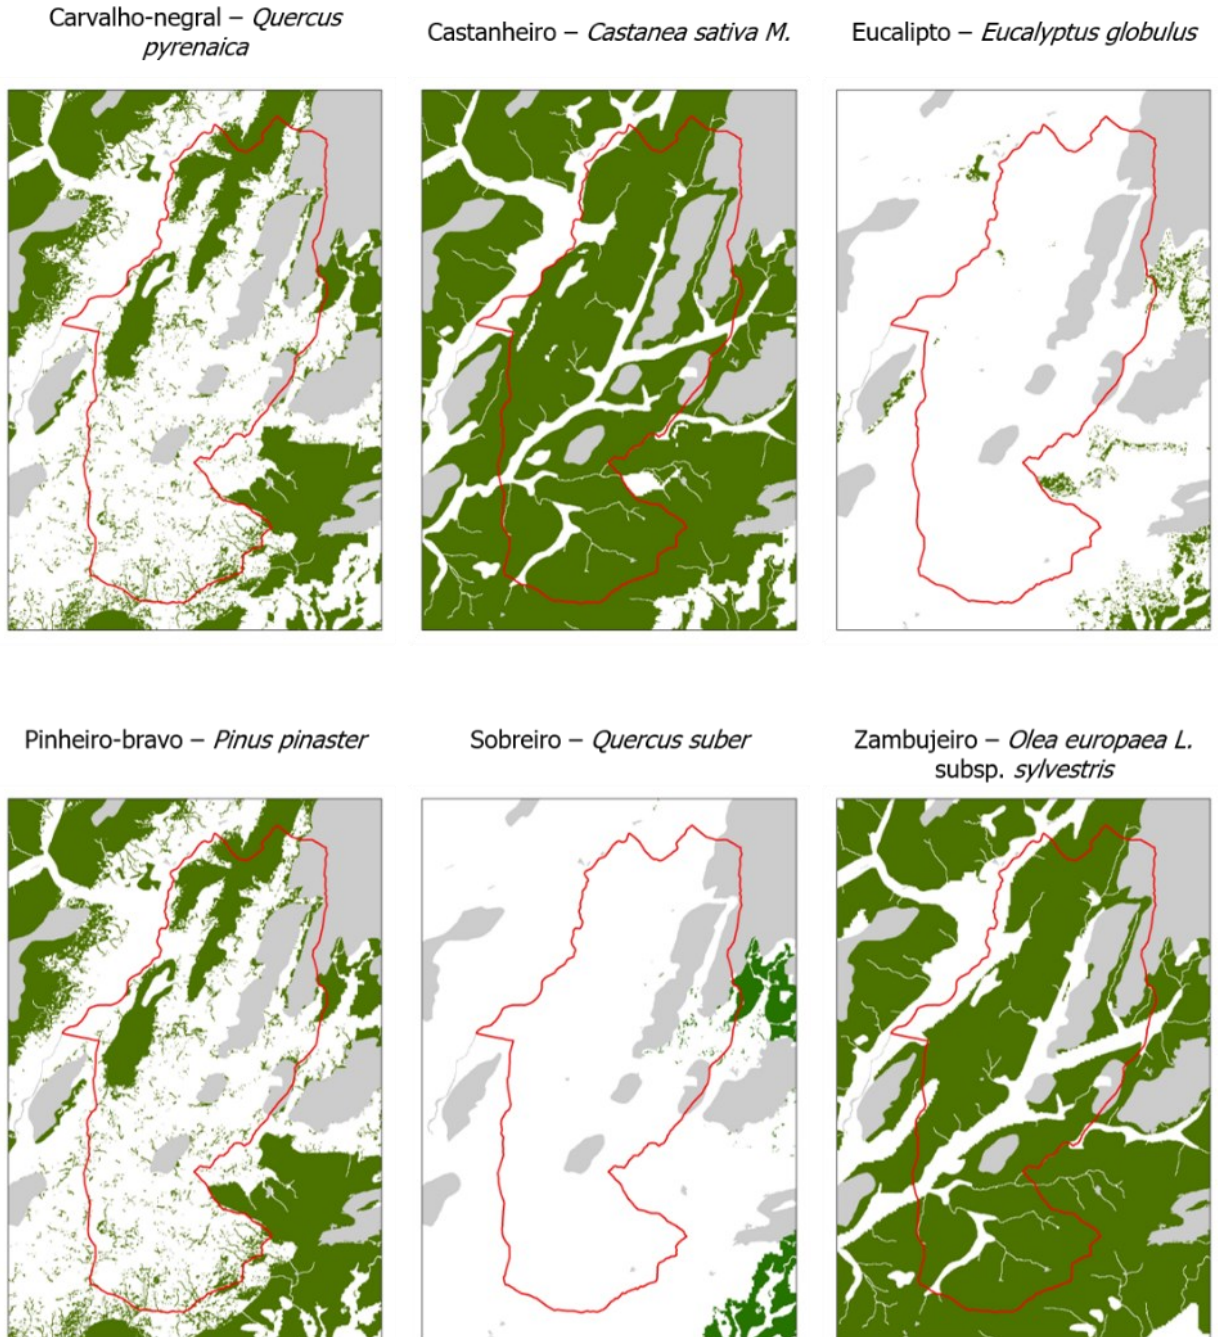 Carvalho-negral – Quercus
pyrenaica
Castanheiro – Castanea sativa M.
Eucalipto – Eucalyptus globulus
Pinheiro-bravo – Pinus pinaster
Sobreiro – Quercus suber
Zambujeiro – Olea europaea L.
subsp. sylvestris